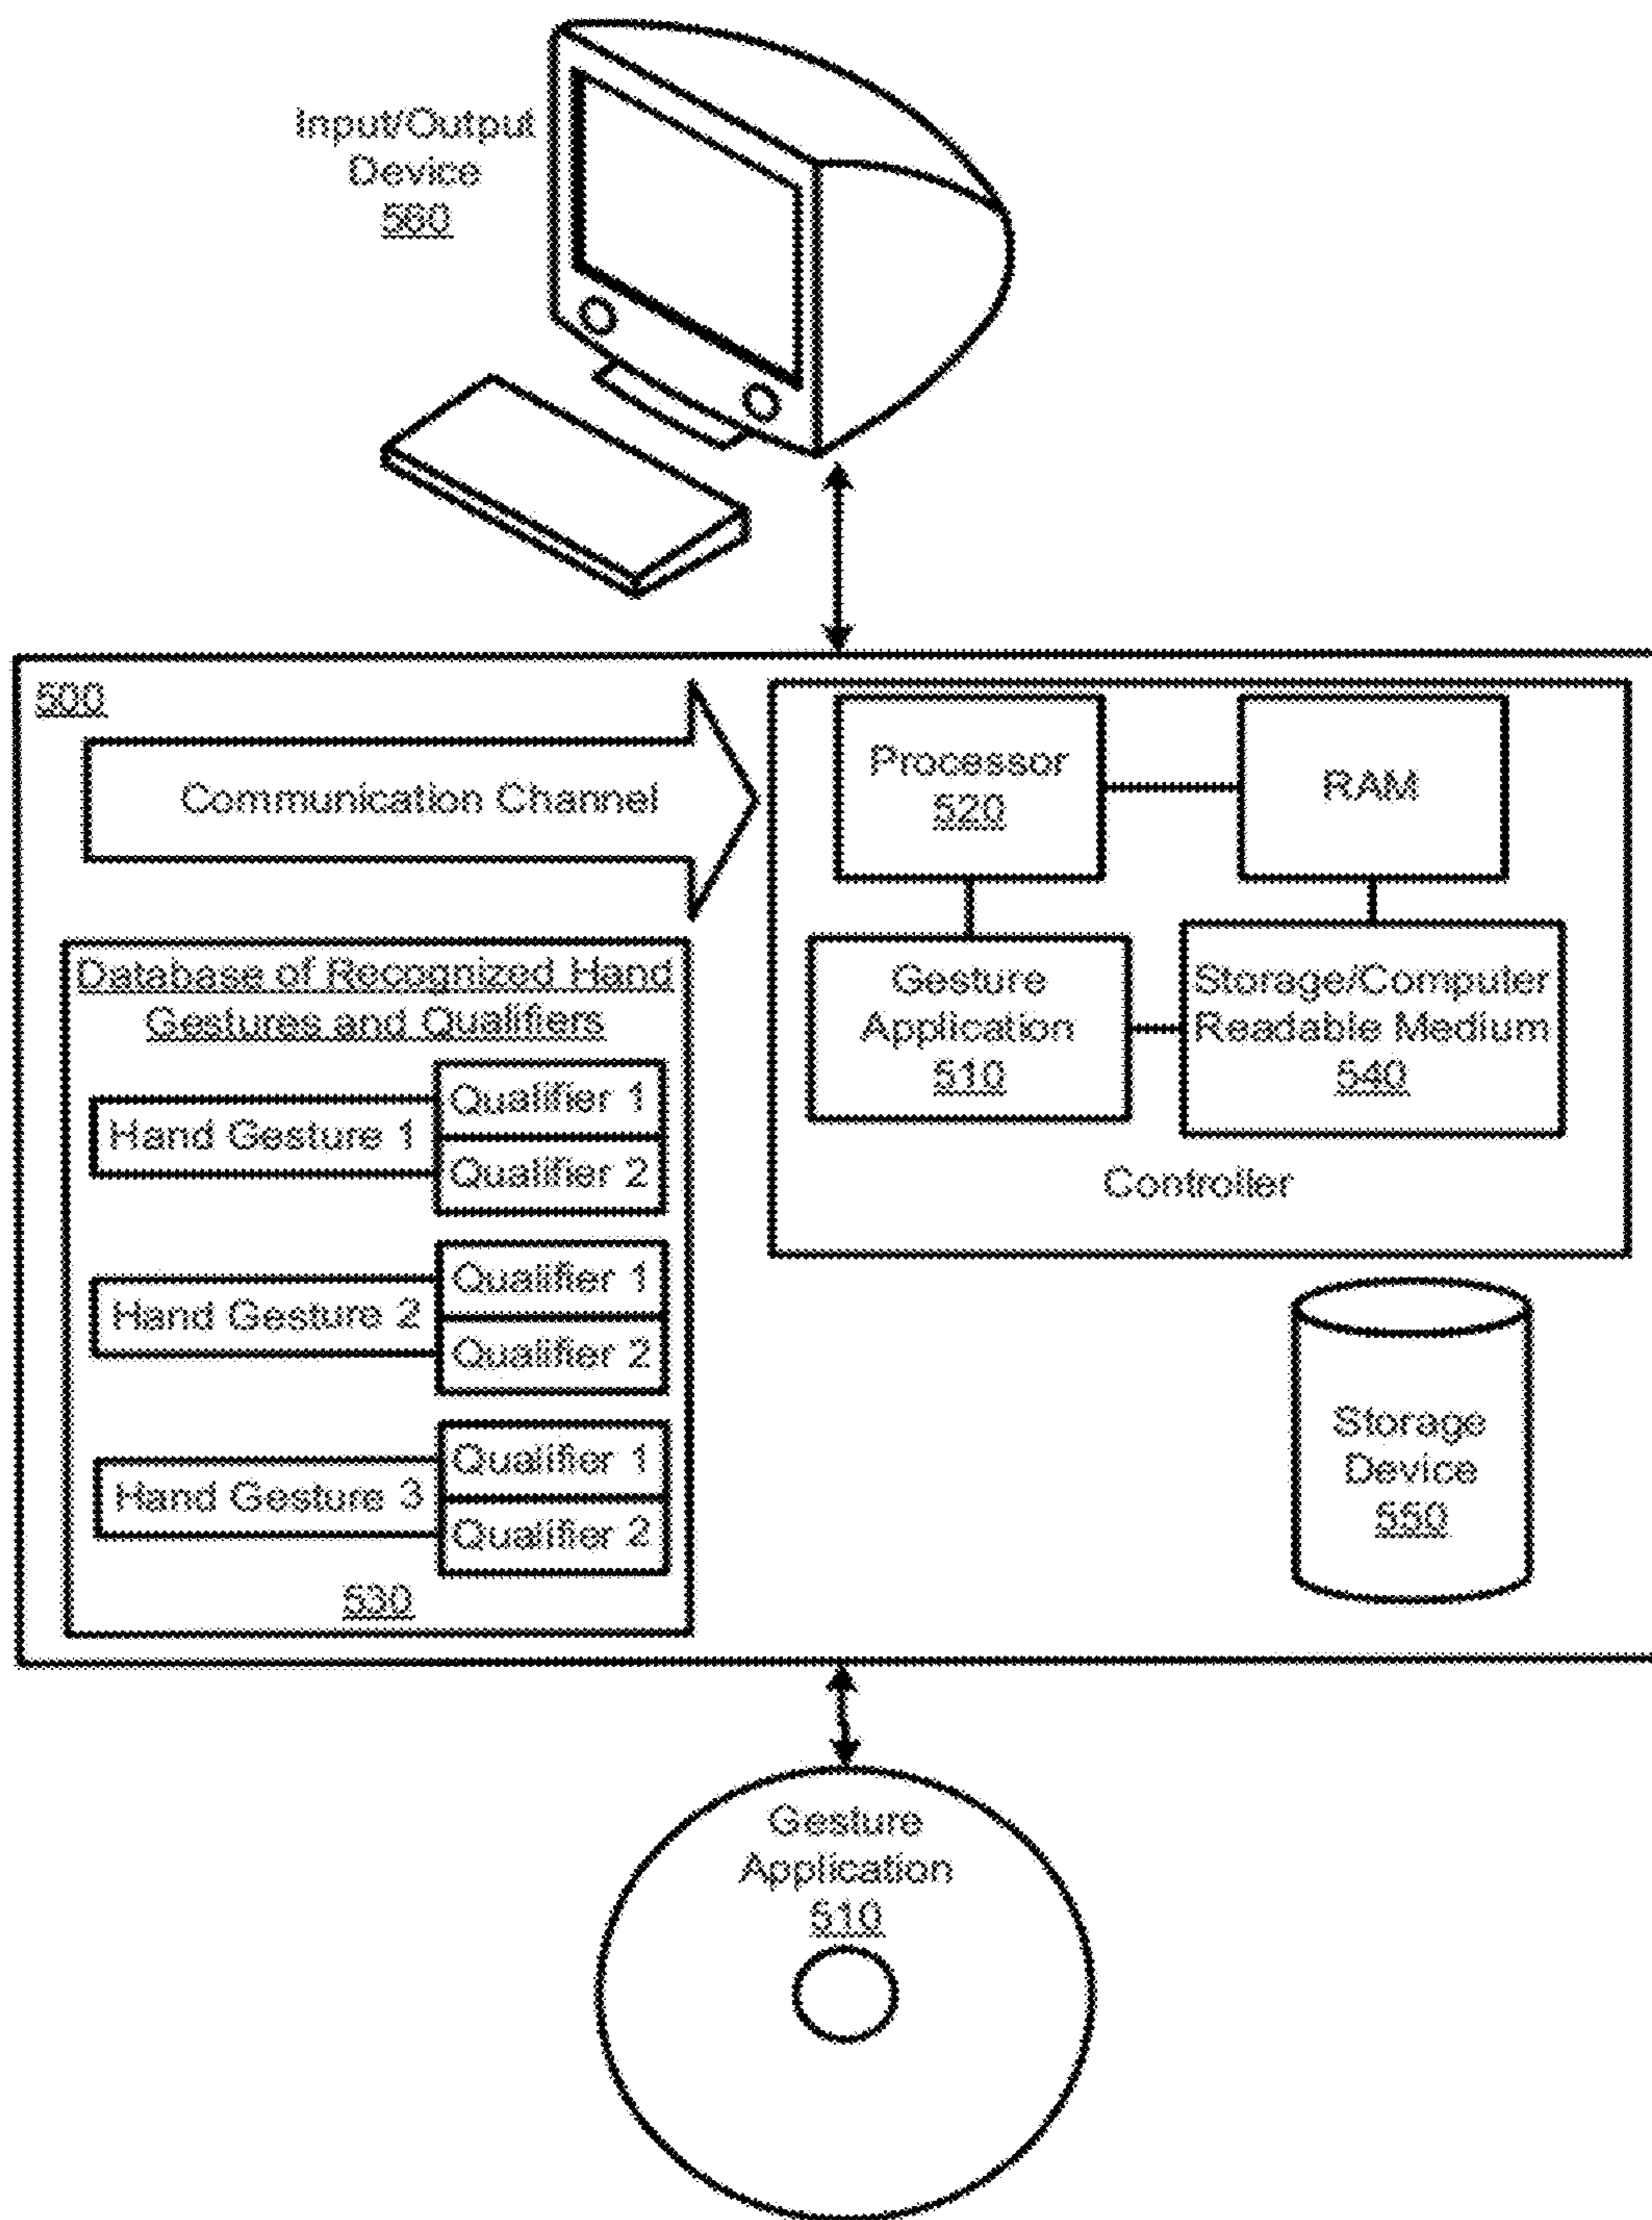 Input/Output
Device
560
500
Communication Channel
Processor
520
RAM
Gesture
Application
510
Storage/Computer
Readable Medium
540
Controller
Database of Recognized Hand
Gestures and Qualifiers
Hand Gesture 1
Qualifier 1
Qualifier 2
Hand Gesture 2
Qualifier 1
Qualifier 2
Hand Gesture 3
Qualifier 1
Qualifier 2
530
Storage
Device
550
Gesture
Application
510